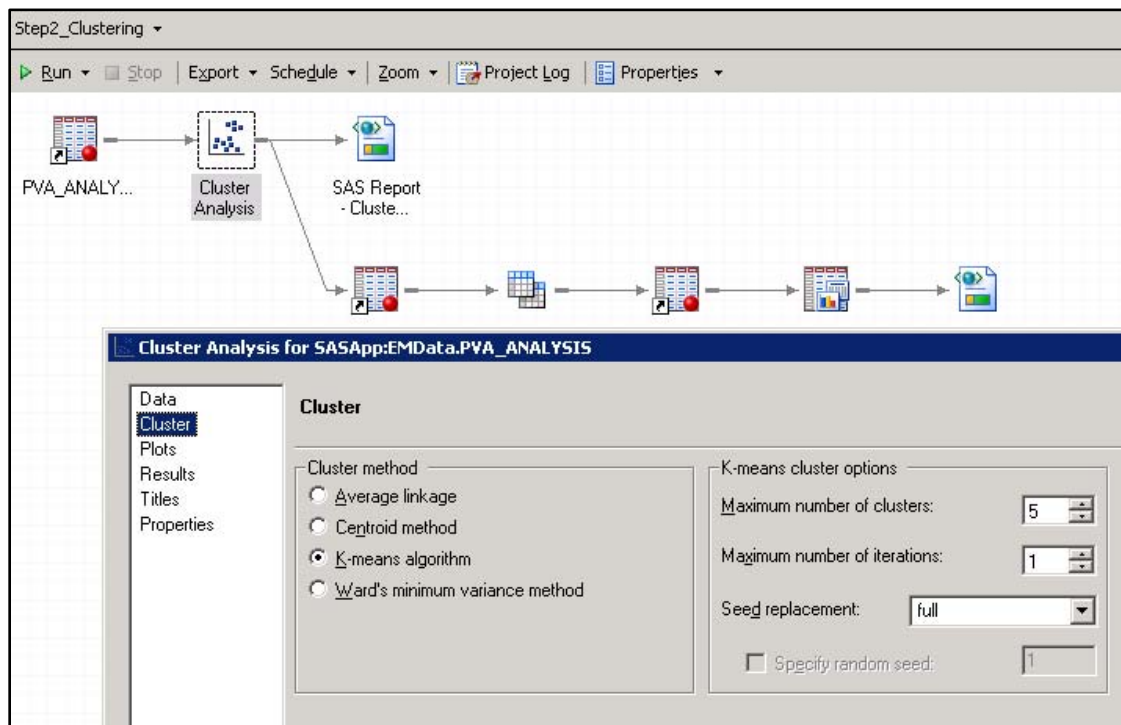 Step2_Clustering
Run Stop Export Schedule Zoom Project Log Properties
PVA_ANALY...
Cluster
Analysis
SAS Report
- Cluste...
Cluster Analysis for SASApp:EMData.PVA_ANALYSIS
Data
Cluster
Plots
Results
Titles
Properties
Cluster
Cluster method
Average linkage
Centroid method
K-means algorithm
Ward's minimum variance method
K-means cluster options
Maximum number of clusters: 5
Maximum number of iterations: 1
Seed replacement: full
Specify random seed: 1